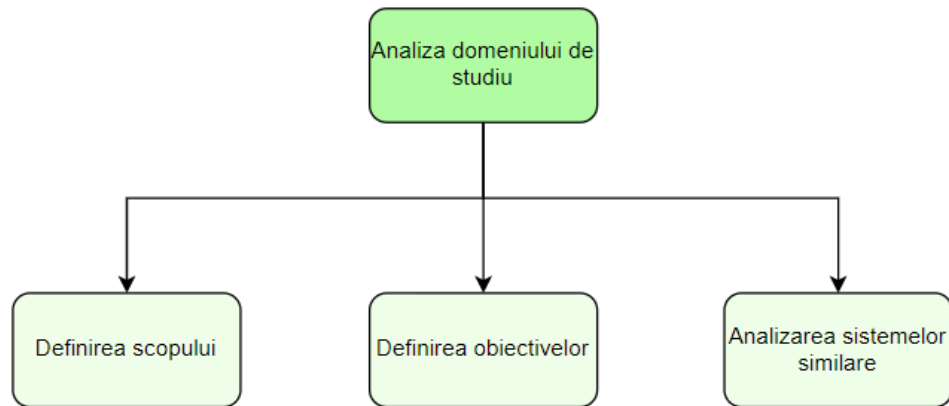 Analiza domeniului de
studiu
Definirea scopului
Definirea obiectivelor
Analizarea sistemelor
similare